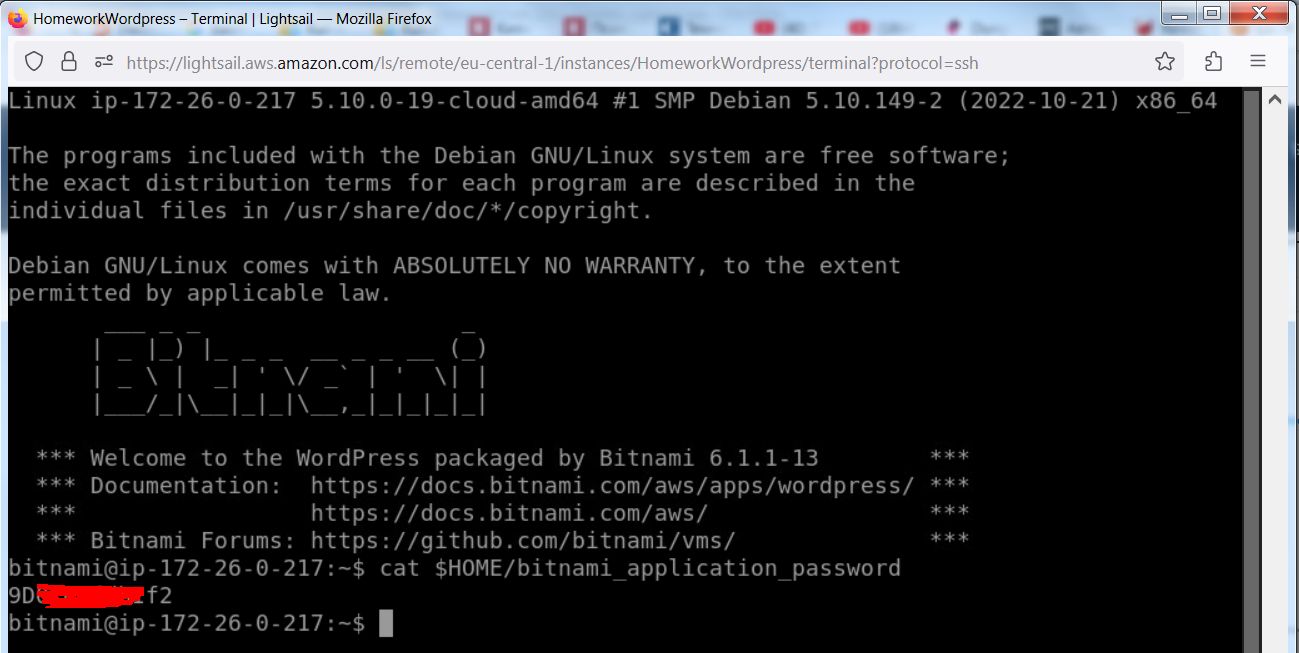 HomeworkWordpress – Terminal | Lightsail — Mozilla Firefox
https://lightsail.aws.amazon.com/ls/remote/eu-central-1/instances/HomeworkWordpress/terminal?protocol=ssh
Linux ip-172-26-0-217 5.10.0-19-cloud-amd64 #1 SMP Debian 5.10.149-2 (2022-10-21) x86_64
The programs included with the Debian GNU/Linux system are free software;
the exact distribution terms for each program are described in the
individual files in /usr/share/doc/*/copyright.
Debian GNU/Linux comes with ABSOLUTELY NO WARRANTY, to the extent
permitted by applicable law.
Bitnami
*** Welcome to the WordPress packaged by Bitnami 6.1.1-13 ***
*** Documentation: https://docs.bitnami.com/aws/apps/wordpress/ ***
*** https://docs.bitnami.com/aws/ ***
*** Bitnami Forums: https://github.com/bitnami/vms/ ***
bitnami@ip-172-26-0-217:~$ cat $HOME/bitnami_application_password
bitnami@ip-172-26-0-217:~$